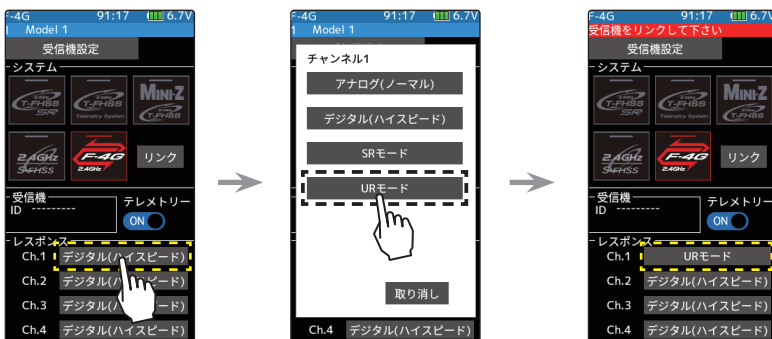 F-4G 91:17 6.7V
1 Model 1
受信機設定
システム
2.4GHz T-FHSS SR
2.4GHz T-FHSS Telemetry System
MINI-Z T-FHSS
2.4GHz S-FHSS
F-4G 2.4GHz
リンク
受信機
ID ---------
テレメトリー
ON
レスポンス
Ch.1 デジタル(ハイスピード)
Ch.2 デジタル(ハイスピード)
Ch.3 デジタル(ハイスピード)
Ch.4 デジタル(ハイスピード)
F-4G 91:17 6.7V
1 Model 1
チャンネル1
アナログ(ノーマル)
デジタル(ハイスピード)
SRモード
URモード
取り消し
Ch.4 デジタル(ハイスピード)
F-4G 91:17 6.7V
受信機をリンクして下さい
受信機設定
システム
2.4GHz T-FHSS SR
2.4GHz T-FHSS Telemetry System
MINI-Z T-FHSS
2.4GHz S-FHSS
F-4G 2.4GHz
リンク
受信機
ID ---------
テレメトリー
ON
レスポンス
Ch.1 URモード
Ch.2 デジタル(ハイスピード)
Ch.3 デジタル(ハイスピード)
Ch.4 デジタル(ハイスピード)